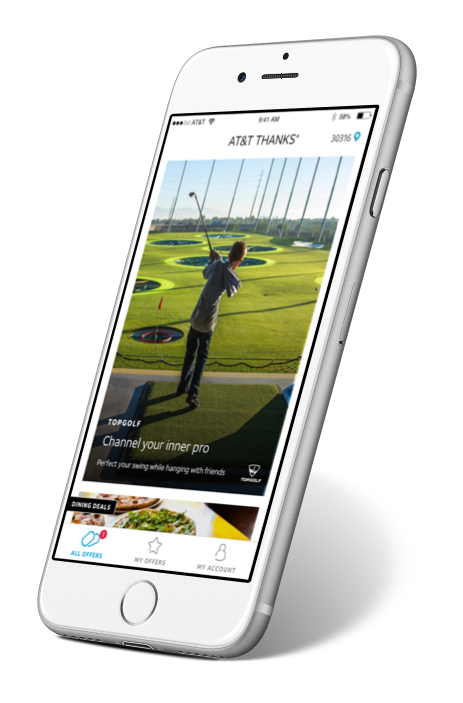 AT&T 9:41 AM 58%
AT&T THANKS® 30316
TOPGOLF
Channel your inner pro
Perfect your swing while hanging with friends
TOPGOLF
DINING DEALS
1
ALL OFFERS MY OFFERS MY ACCOUNT